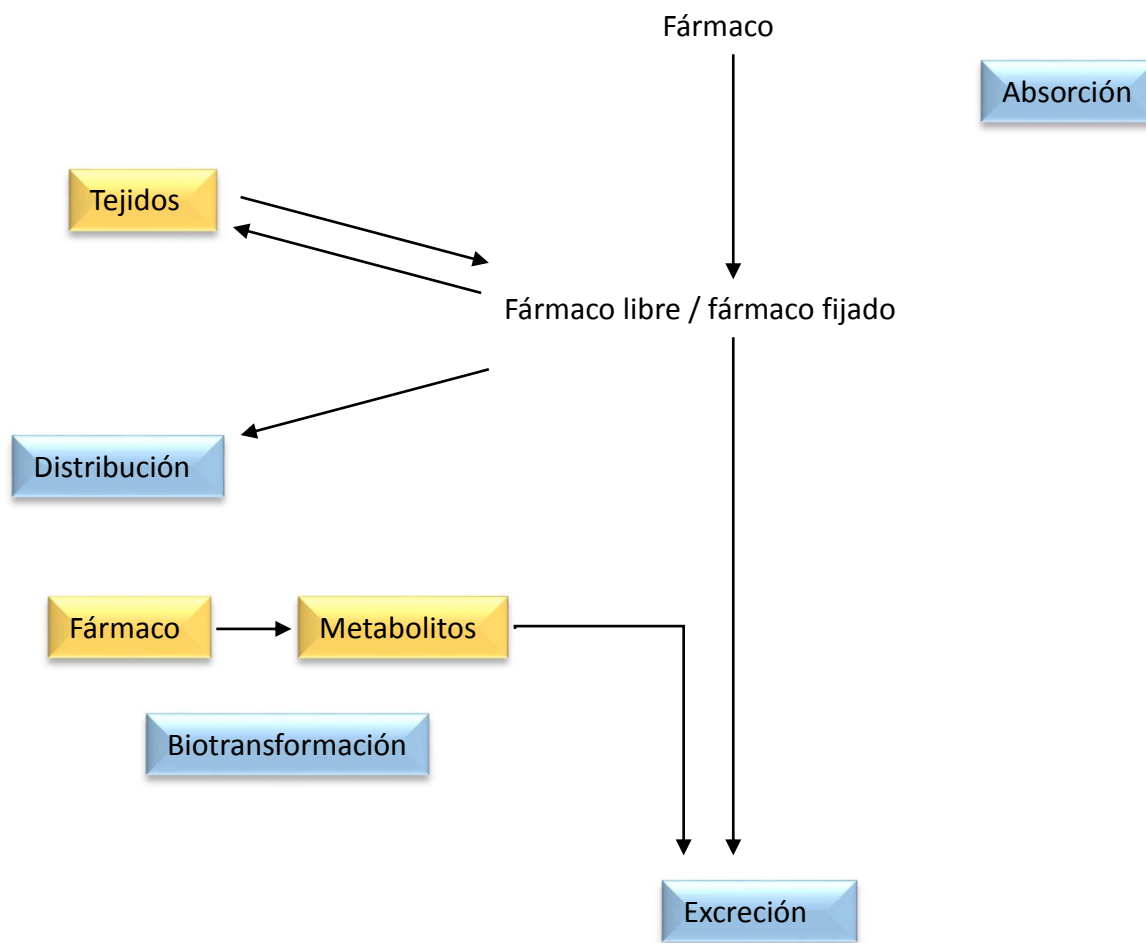 Fármaco
Absorción
Tejidos
Fármaco libre / fármaco fijado
Distribución
Fármaco
Metabolitos
Biotransformación
Excreción